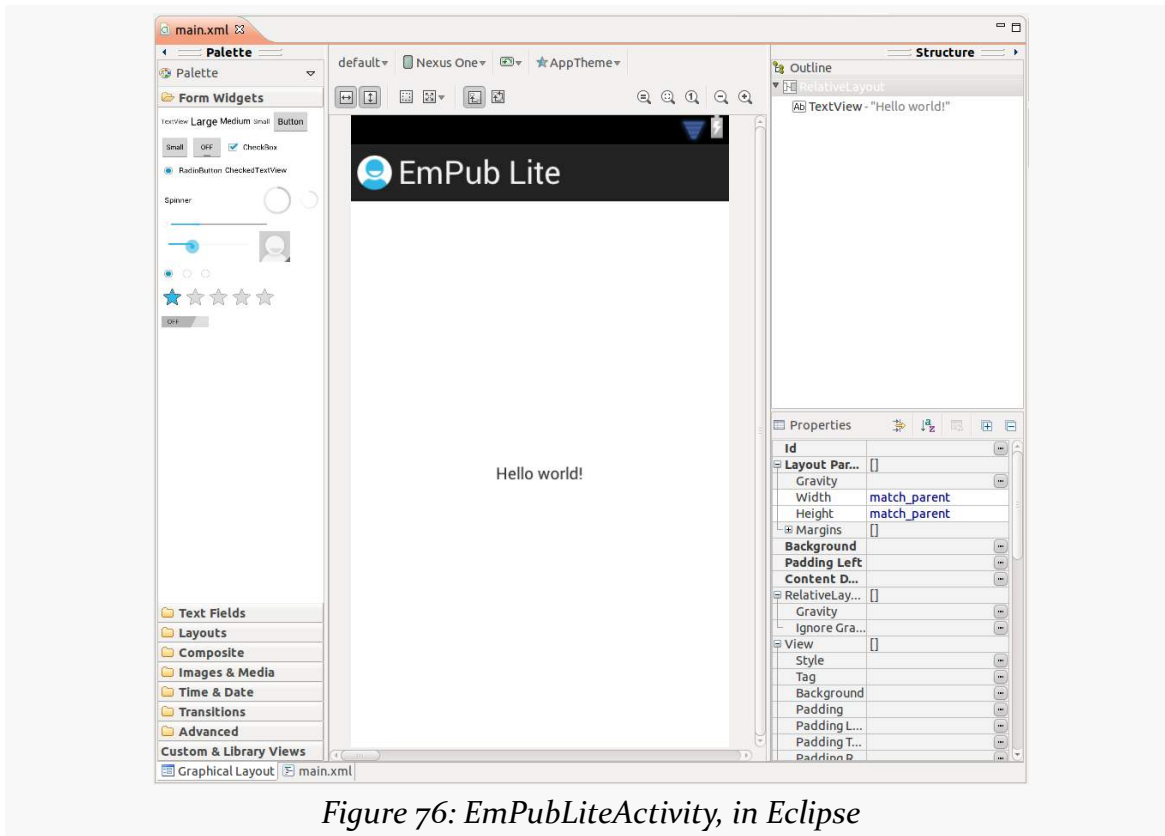 main.xml
Palette
Palette
Form Widgets
TextView Large Medium Small Button
Small OFF CheckBox
RadioButton CheckedTextView
Spinner
OFF
Text Fields
Layouts
Composite
Images & Media
Time & Date
Transitions
Advanced
Custom & Library Views
Graphical Layout main.xml
default Nexus One AppTheme
EmPub Lite
Hello world!
Structure
Outline
RelativeLayout
Ab TextView - "Hello world!"
Properties
Id
Layout Par... []
Gravity
Width match_parent
Height match_parent
Margins []
Background
Padding Left
Content D...
RelativeLay... []
Gravity
Ignore Gra...
View []
Style
Tag
Background
Padding
Padding L...
Padding T...
Padding R
Figure 76: EmPubLiteActivity, in Eclipse